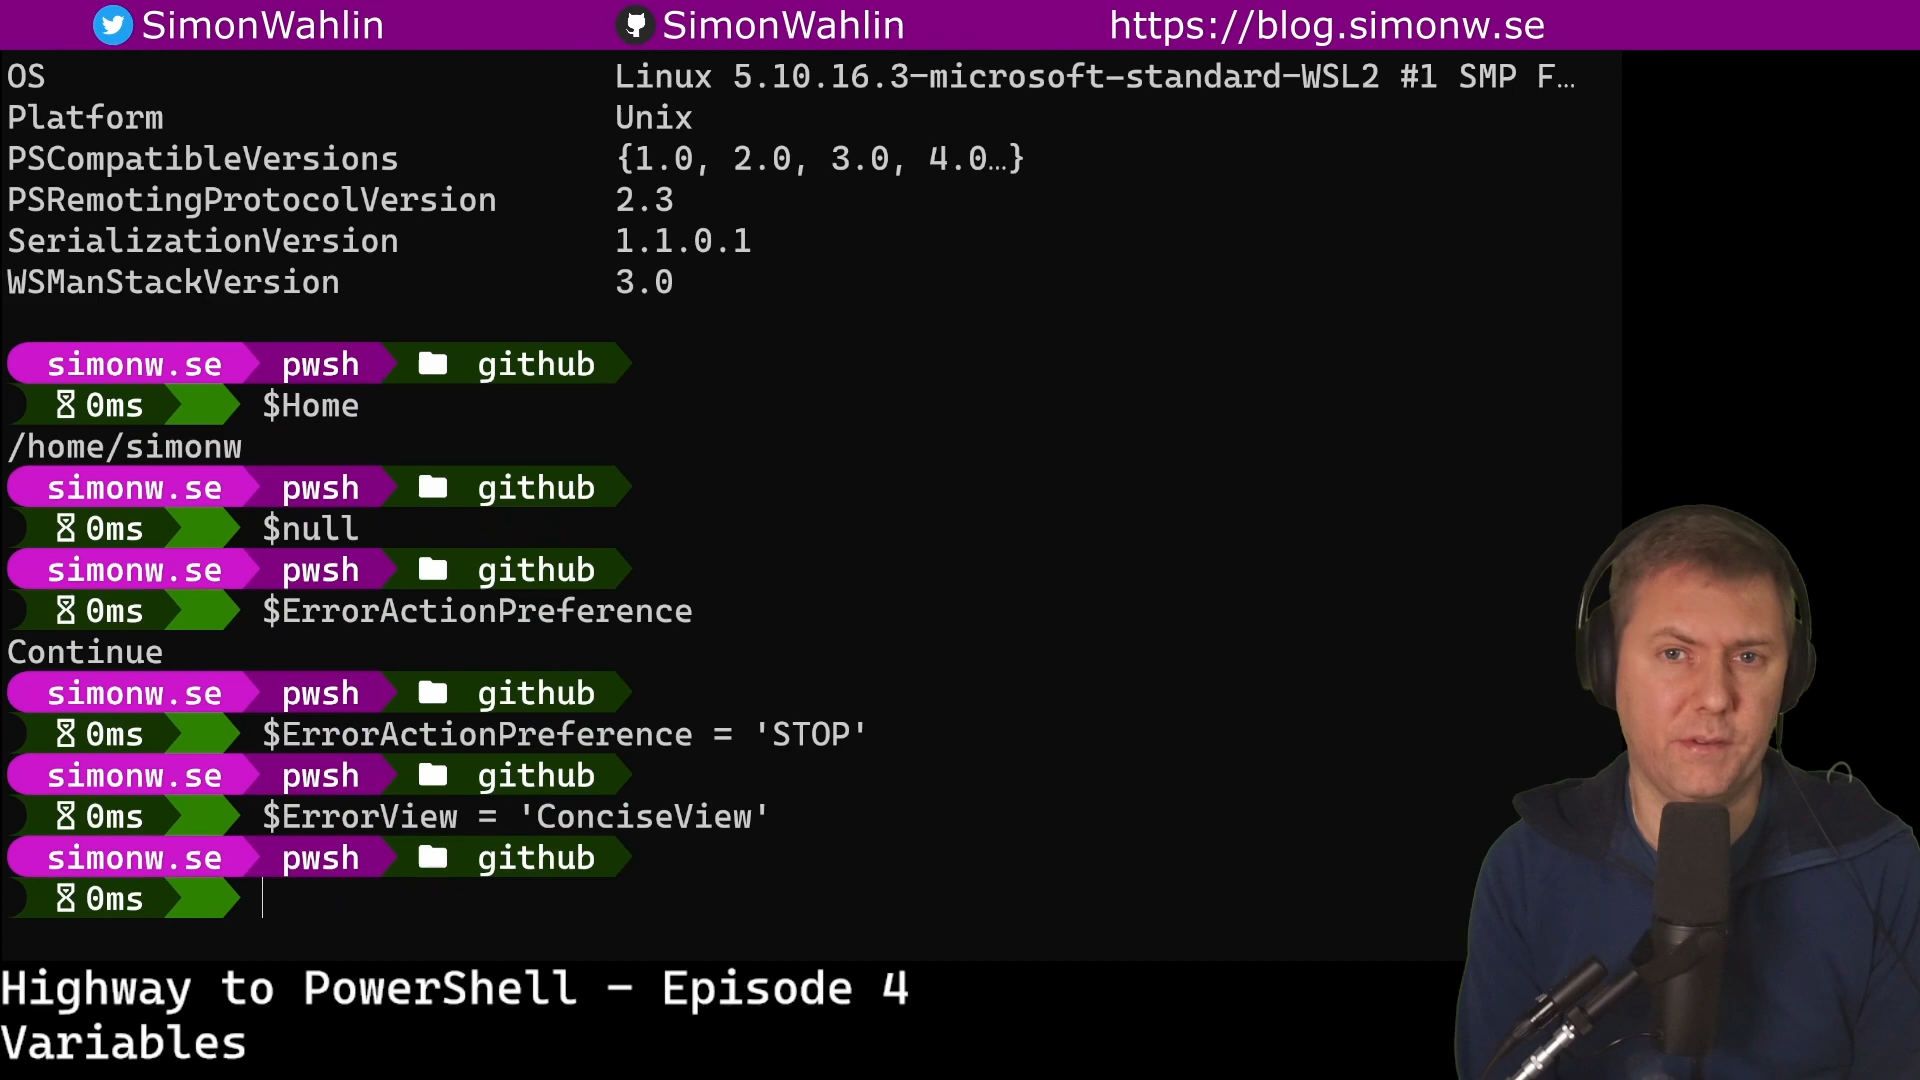 SimonWahlin SimonWahlin https://blog.simonw.se
OS Linux 5.10.16.3-microsoft-standard-WSL2 #1 SMP F…
Platform Unix
PSCompatibleVersions {1.0, 2.0, 3.0, 4.0…}
PSRemotingProtocolVersion 2.3
SerializationVersion 1.1.0.1
WSManStackVersion 3.0
simonw.se pwsh github
0ms $Home
/home/simonw
simonw.se pwsh github
0ms $null
simonw.se pwsh github
0ms $ErrorActionPreference
Continue
simonw.se pwsh github
0ms $ErrorActionPreference = 'STOP'
simonw.se pwsh github
0ms $ErrorView = 'ConciseView'
simonw.se pwsh github
0ms
Highway to PowerShell - Episode 4
Variables